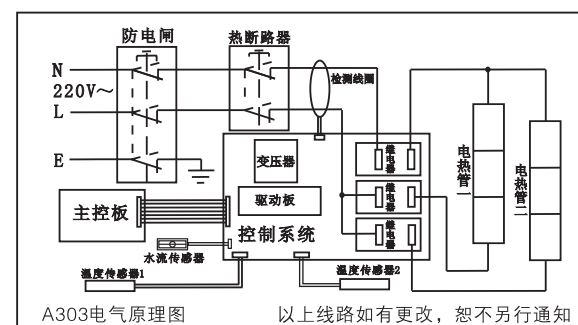 防电闸
热断路器
N
220V～
L
E
检测线圈
变压器
驱动板
控制系统
继电器
继电器
继电器
电热管一
电热管二
主控板
水流传感器
温度传感器1
温度传感器2
A303电气原理图
以上线路如有更改，恕不另行通知